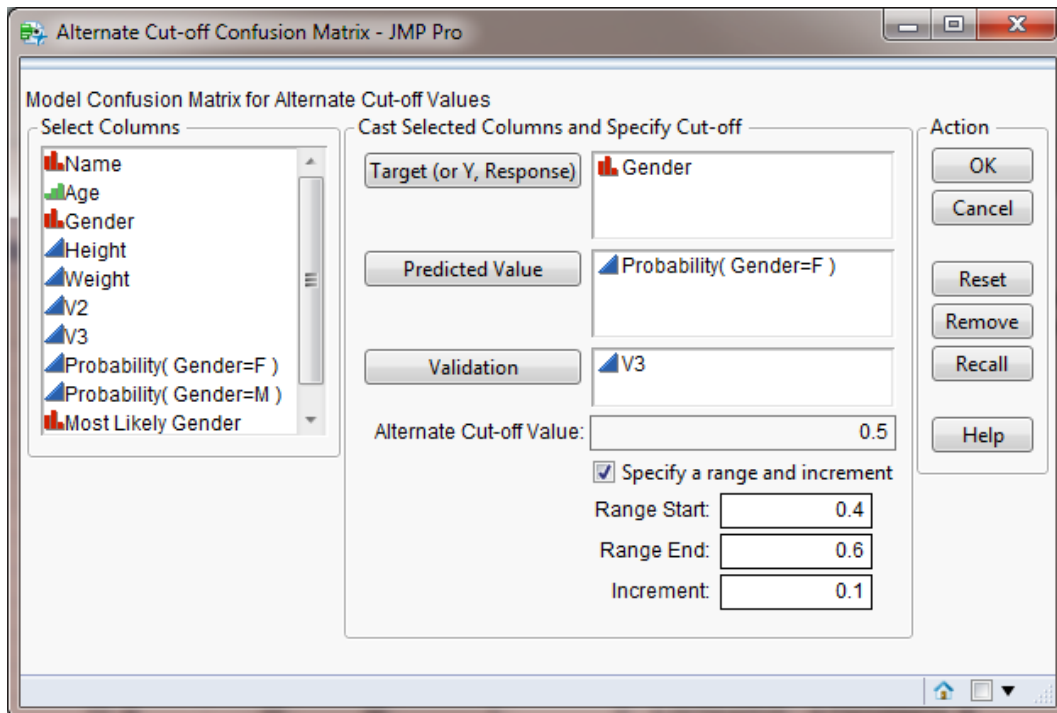 Alternate Cut-off Confusion Matrix - JMP Pro
Model Confusion Matrix for Alternate Cut-off Values
Select Columns
Name
Age
Gender
Height
Weight
V2
V3
Probability( Gender=F )
Probability( Gender=M )
Most Likely Gender
Cast Selected Columns and Specify Cut-off
Target (or Y, Response)
Gender
Predicted Value
Probability( Gender=F )
Validation
V3
Alternate Cut-off Value: 0.5
Specify a range and increment
Range Start: 0.4
Range End: 0.6
Increment: 0.1
Action
OK
Cancel
Reset
Remove
Recall
Help